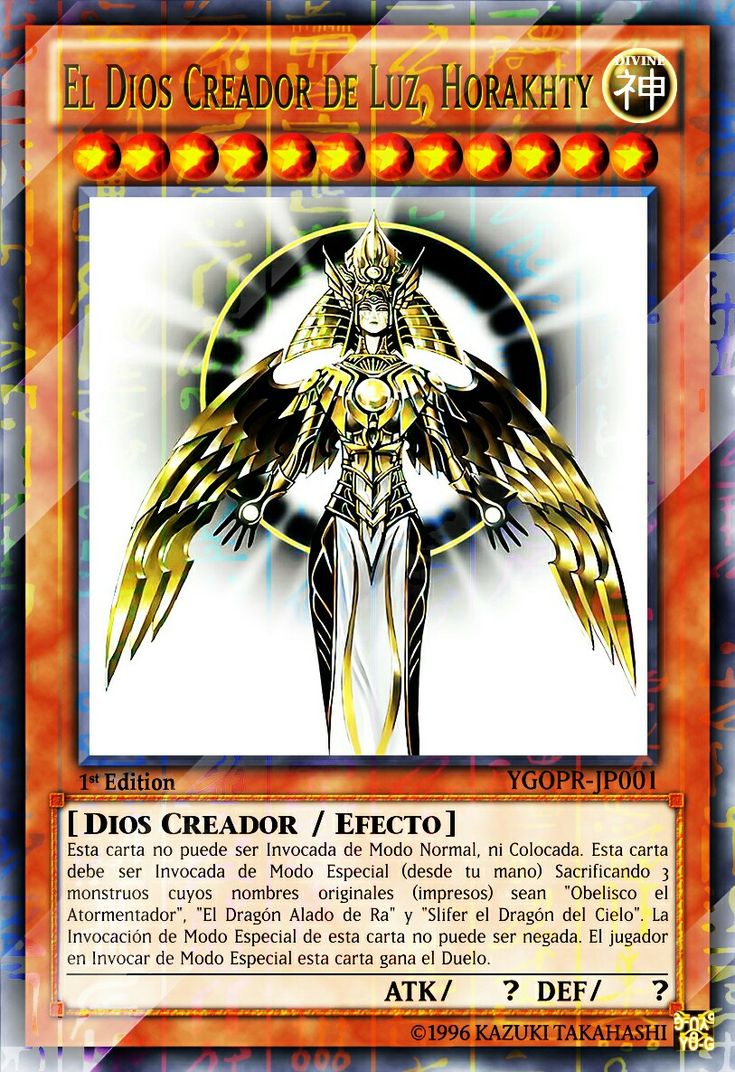 El Dios Creador de Luz, Horakhty
DIVINE
神
1st Edition
YGOPR-JP001
[Dios Creador / Efecto]
Esta carta no puede ser Invocada de Modo Normal, ni Colocada. Esta carta
debe ser Invocada de Modo Especial (desde tu mano) Sacrificando 3
monstruos cuyos nombres originales (impresos) sean "Obelisco el
Atormentador", "El Dragón Alado de Ra" y "Slifer el Dragón del Cielo". La
Invocación de Modo Especial de esta carta no puede ser negada. El jugador
en Invocar de Modo Especial esta carta gana el Duelo.
ATK/ ? DEF/ ?
©1996 KAZUKI TAKAHASHI